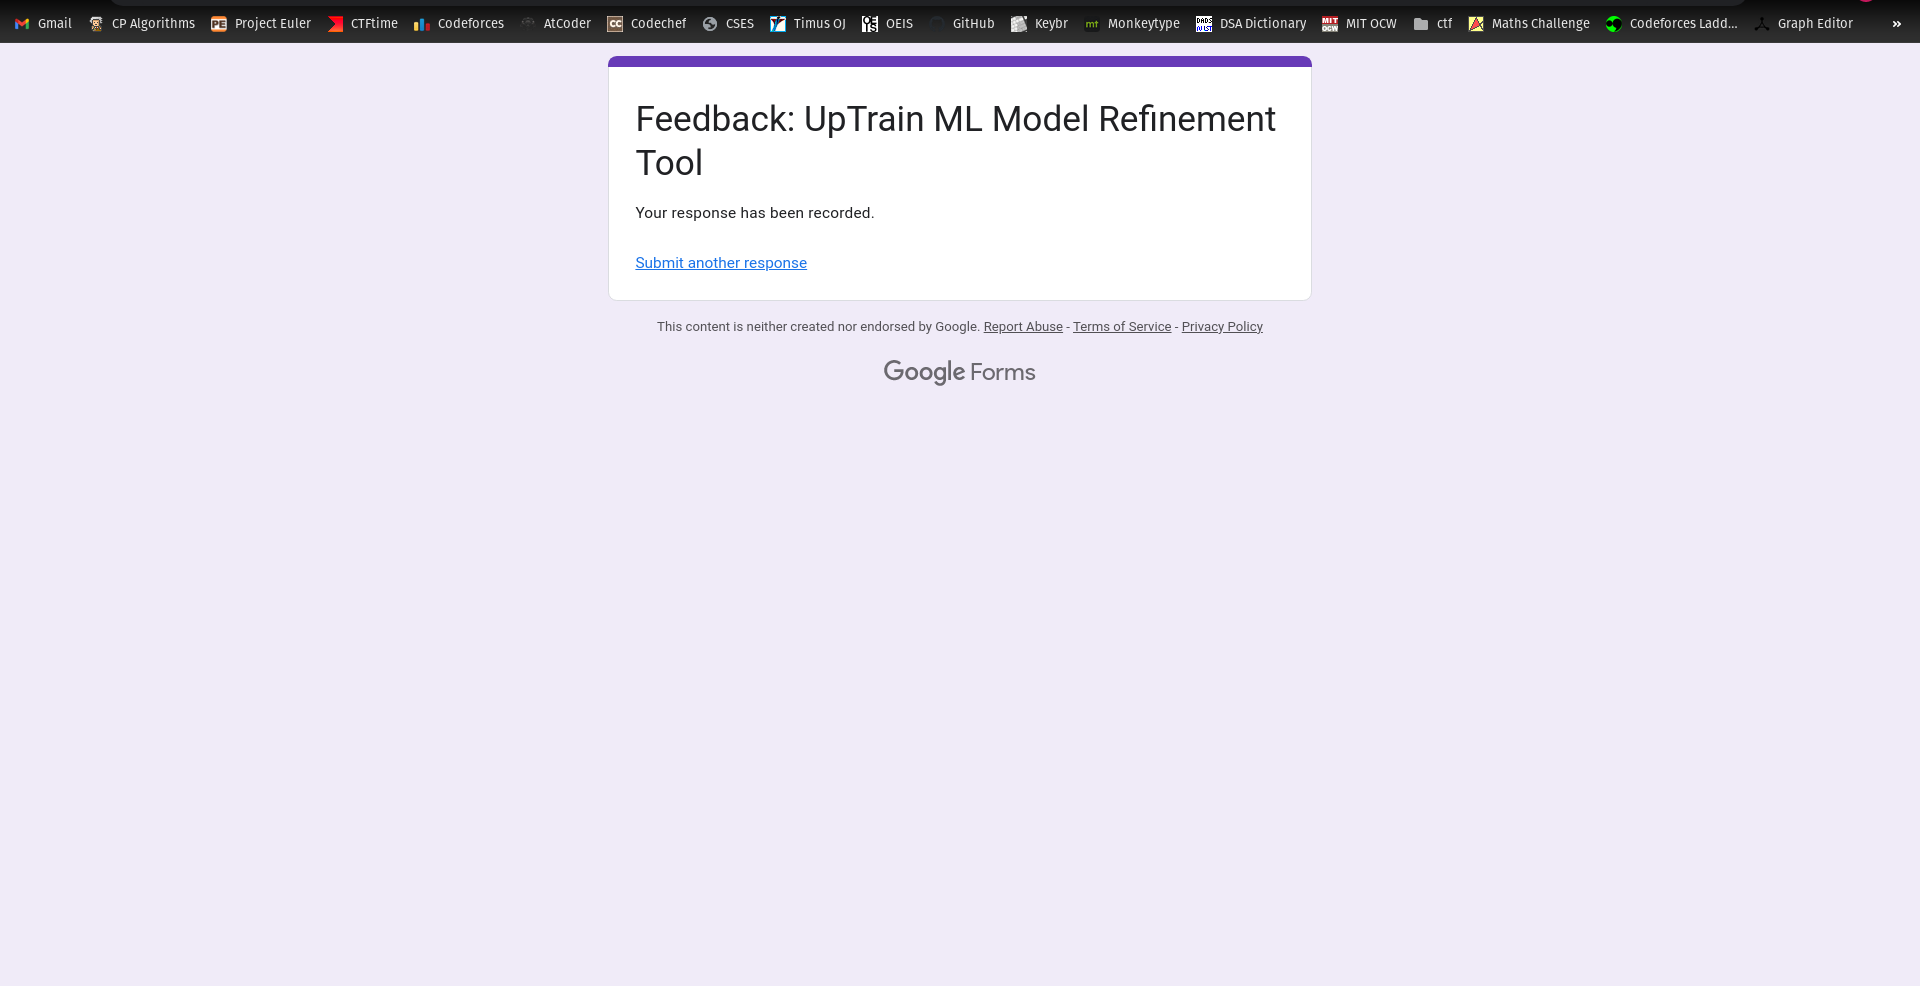 Gmail CP Algorithms Project Euler CTFtime Codeforces AtCoder Codechef CSES Timus OJ OEIS GitHub Keybr Monkeytype DSA Dictionary MIT OCW ctf Maths Challenge Codeforces Ladd... Graph Editor »
Feedback: UpTrain ML Model Refinement
Tool
Your response has been recorded.
Submit another response
This content is neither created nor endorsed by Google. Report Abuse - Terms of Service - Privacy Policy
Google Forms